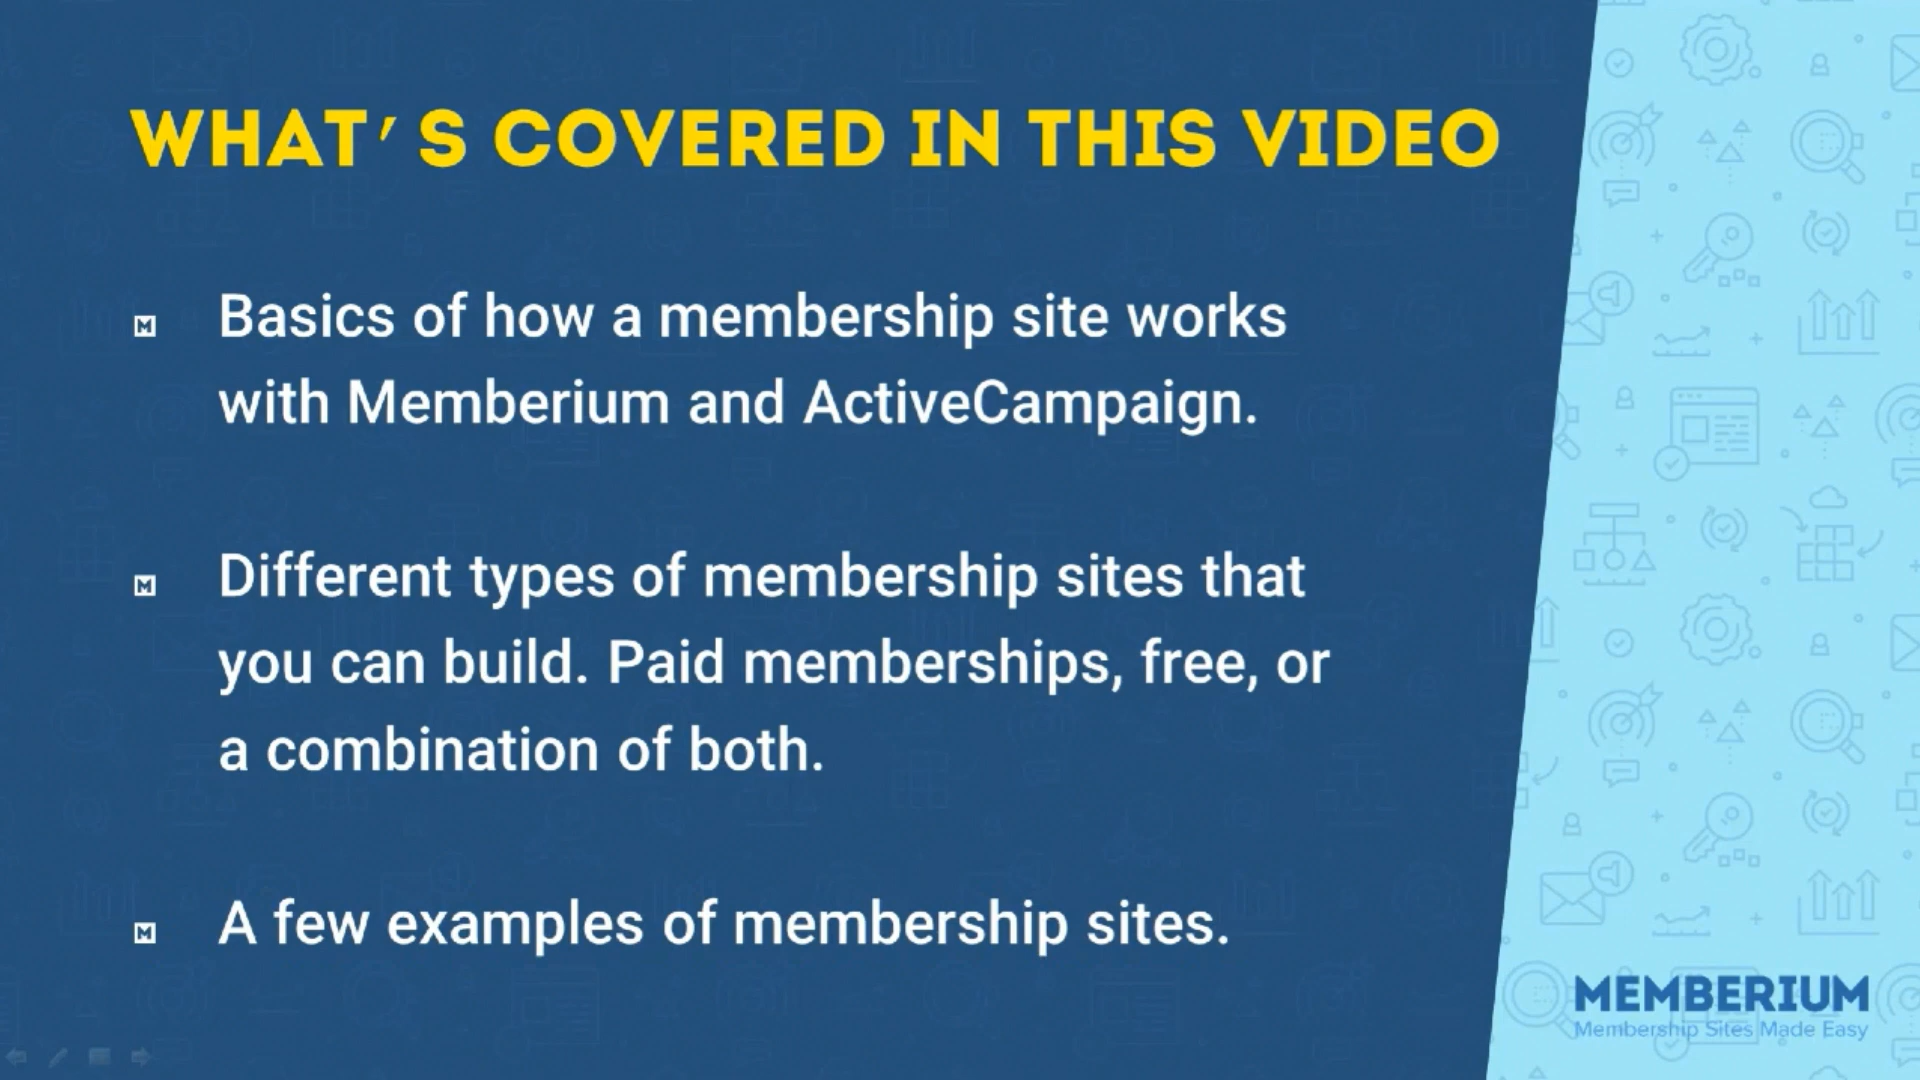 WHAT'S COVERED IN THIS VIDEO
Basics of how a membership site works
with Memberium and ActiveCampaign.
Different types of membership sites that
you can build. Paid memberships, free, or
a combination of both.
A few examples of membership sites.
MEMBERIUM
Membership Sites Made Easy